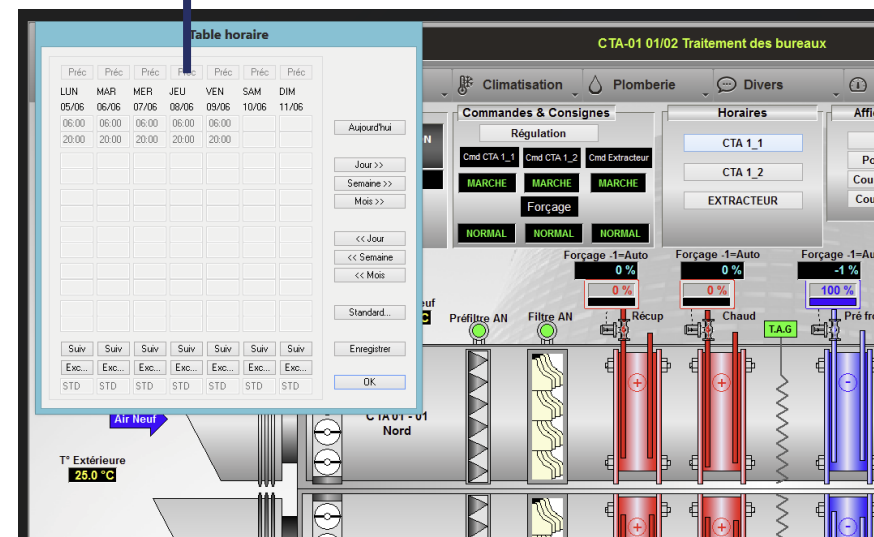 Table horaire
Préc Préc Préc Préc Préc Préc Préc
LUN MAR MER JEU VEN SAM DIM
05/06 06/06 07/06 08/06 09/06 10/06 11/06
06:00 06:00 06:00 06:00 06:00
20:00 20:00 20:00 20:00 20:00
Aujourd'hui
Jour >>
Semaine >>
Mois >>
<< Jour
<< Semaine
<< Mois
Standard...
Suiv Suiv Suiv Suiv Suiv Suiv Suiv
Enregistrer
Exc... Exc... Exc... Exc... Exc... Exc... Exc...
STD STD STD STD STD STD STD
OK
CTA-01 01/02 Traitement des bureaux
Climatisation Plomberie Divers
Commandes & Consignes
Régulation
Cmd CTA 1_1 Cmd CTA 1_2 Cmd Extracteur
MARCHE MARCHE MARCHE
Forçage
NORMAL NORMAL NORMAL
Horaires
CTA 1_1
CTA 1_2
EXTRACTEUR
Forçage -1=Auto Forçage -1=Auto Forçage -1=Au
0 % 0 % -1 %
0 % 0 % 100 %
Préfiltre AN Filtre AN Récup Chaud T.A.G Pré fr
Air Neuf
CTA 01 - 01
Nord
T° Extérieure
25.0 °C